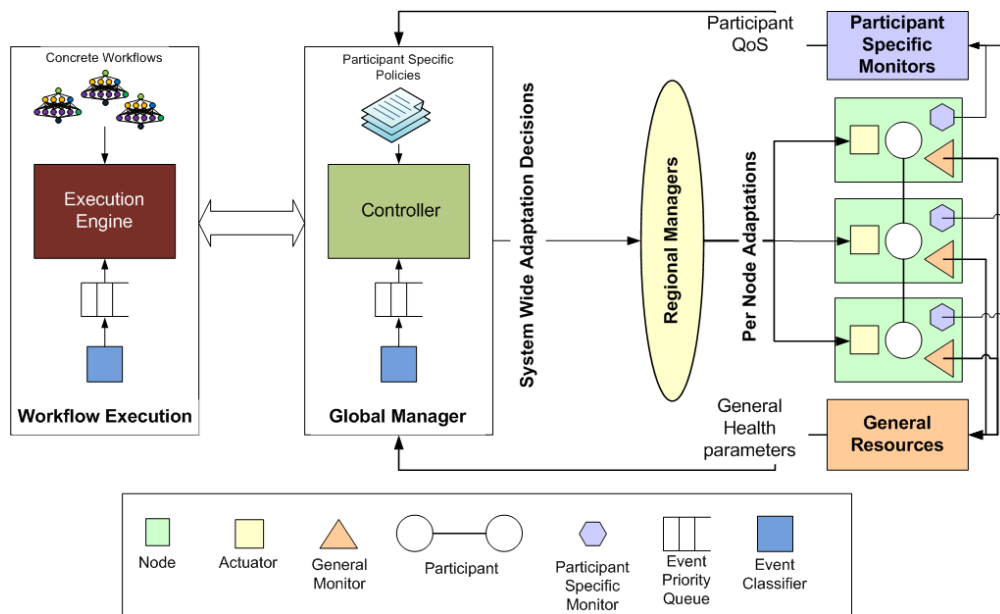 Concrete Workflows
Execution
Engine
Workflow Execution
Participant Specific
Policies
Controller
Global Manager
System Wide Adaptation Decisions
Regional Managers
Per Node Adaptations
Participant
QoS
Participant
Specific
Monitors
General
Health
parameters
General
Resources
Node
Actuator
General
Monitor
Participant
Participant
Specific
Monitor
Event
Priority
Queue
Event
Classifier